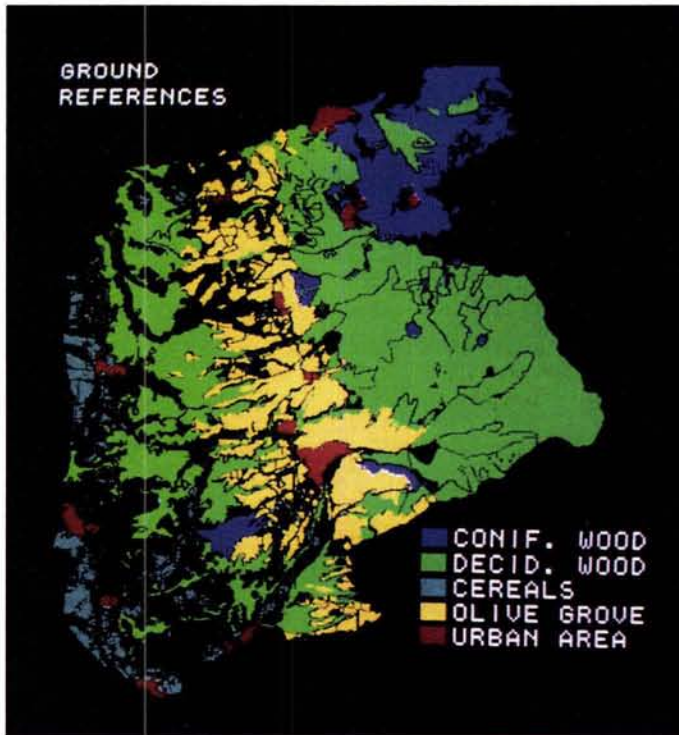 GROUND
REFERENCES
CONIF. WOOD
DECID. WOOD
CEREALS
OLIVE GROVE
URBAN AREA